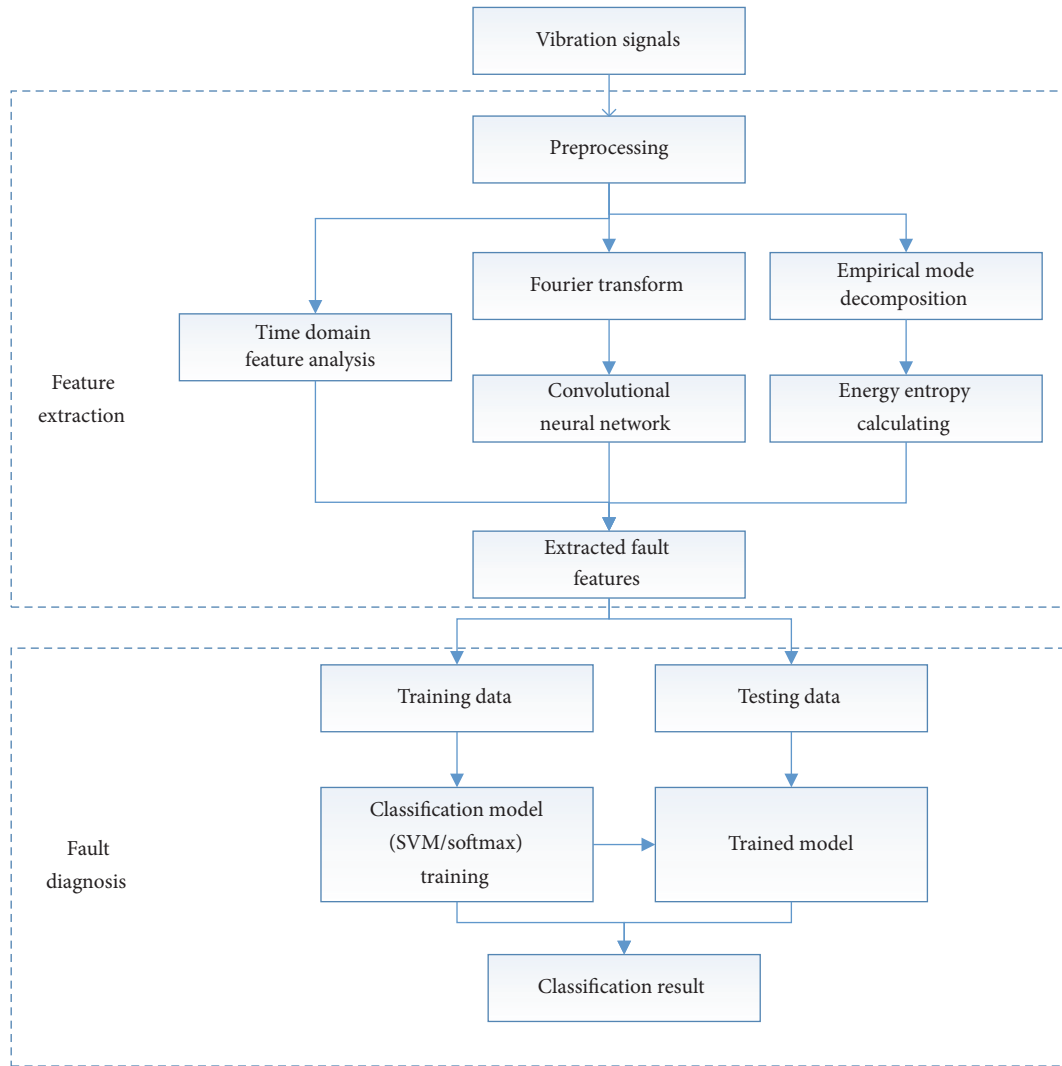 Vibration signals
Preprocessing
Fourier transform
Empirical mode
decomposition
Time domain
feature analysis
Feature
extraction
Convolutional
neural network
Energy entropy
calculating
Extracted fault
features
Training data
Testing data
Classification model
(SVM/softmax)
training
Trained model
Fault
diagnosis
Classification result